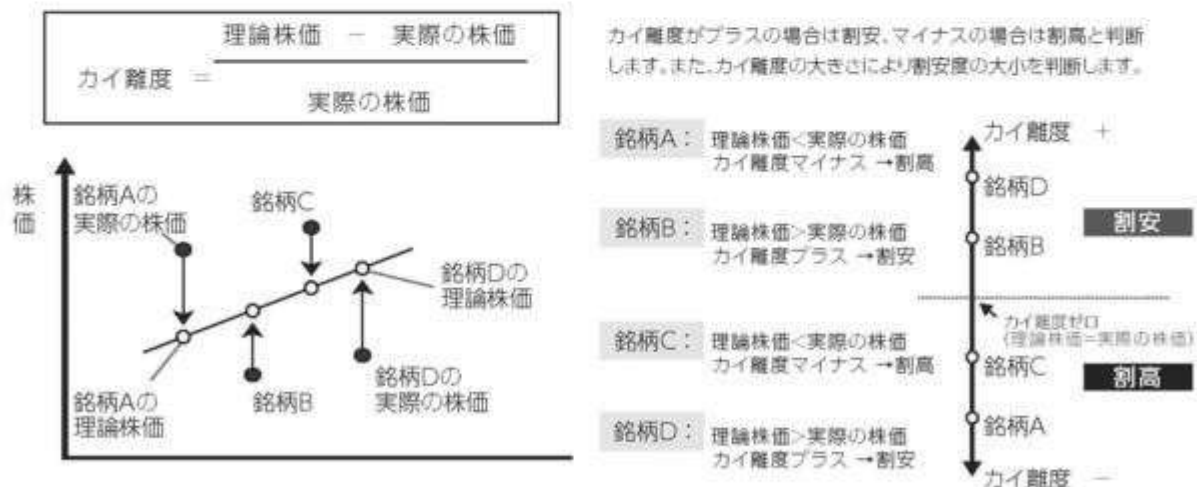 理論株価 － 実際の株価
カイ離度 ＝
実際の株価
株価
銘柄Aの
実際の株価
銘柄C
銘柄Dの
理論株価
銘柄Aの
理論株価
銘柄B
銘柄Dの
実際の株価
カイ離度がプラスの場合は割安、マイナスの場合は割高と判断
します。また、カイ離度の大きさにより割安度の大小を判断します。
銘柄A： 理論株価<実際の株価
カイ離度マイナス →割高
銘柄B： 理論株価>実際の株価
カイ離度プラス →割安
銘柄C： 理論株価<実際の株価
カイ離度マイナス →割高
銘柄D： 理論株価>実際の株価
カイ離度プラス →割安
カイ離度 ＋
銘柄D
割安
銘柄B
カイ離度ゼロ
(理論株価=実際の株価)
銘柄C
割高
銘柄A
カイ離度 －